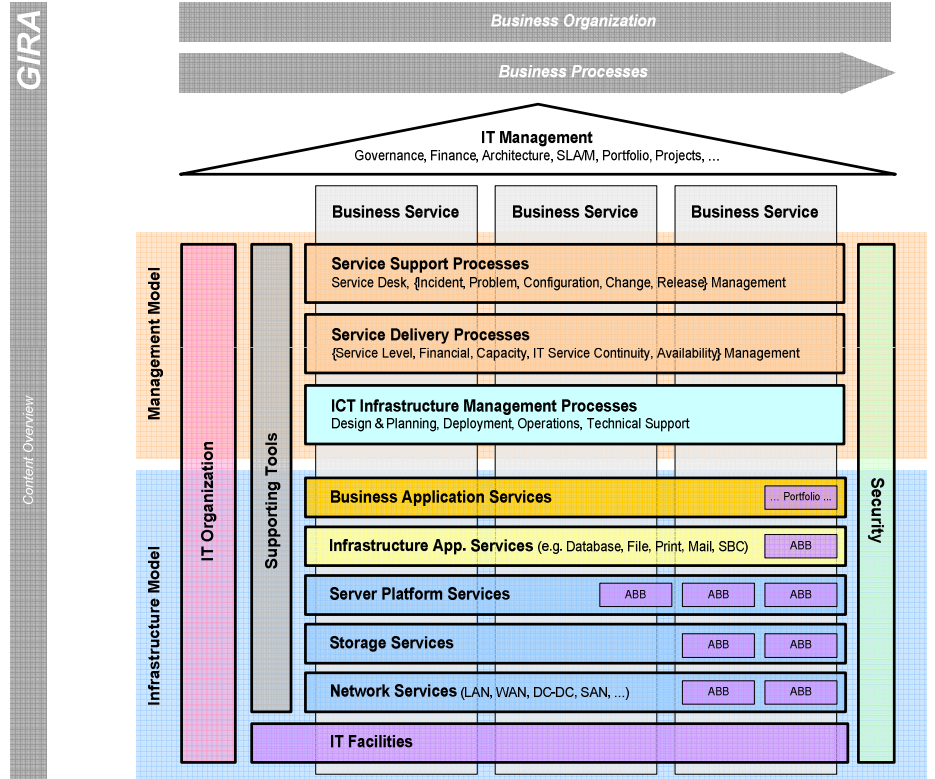 GIRA
Content Overview
Business Organization
Business Processes
IT Management
Governance, Finance, Architecture, SLA/M, Portfolio, Projects, ...
Business Service
Business Service
Business Service
Management Model
Infrastructure Model
IT Organization
Supporting Tools
Service Support Processes
Service Desk, {Incident, Problem, Configuration, Change, Release} Management
Service Delivery Processes
{Service Level, Financial, Capacity, IT Service Continuity, Availability} Management
ICT Infrastructure Management Processes
Design & Planning, Deployment, Operations, Technical Support
Business Application Services
... Portfolio ...
Infrastructure App. Services (e.g. Database, File, Print, Mail, SBC)
ABB
Server Platform Services
ABB
ABB
ABB
Storage Services
ABB
ABB
Network Services (LAN, WAN, DC-DC, SAN, ...)
ABB
ABB
IT Facilities
Security